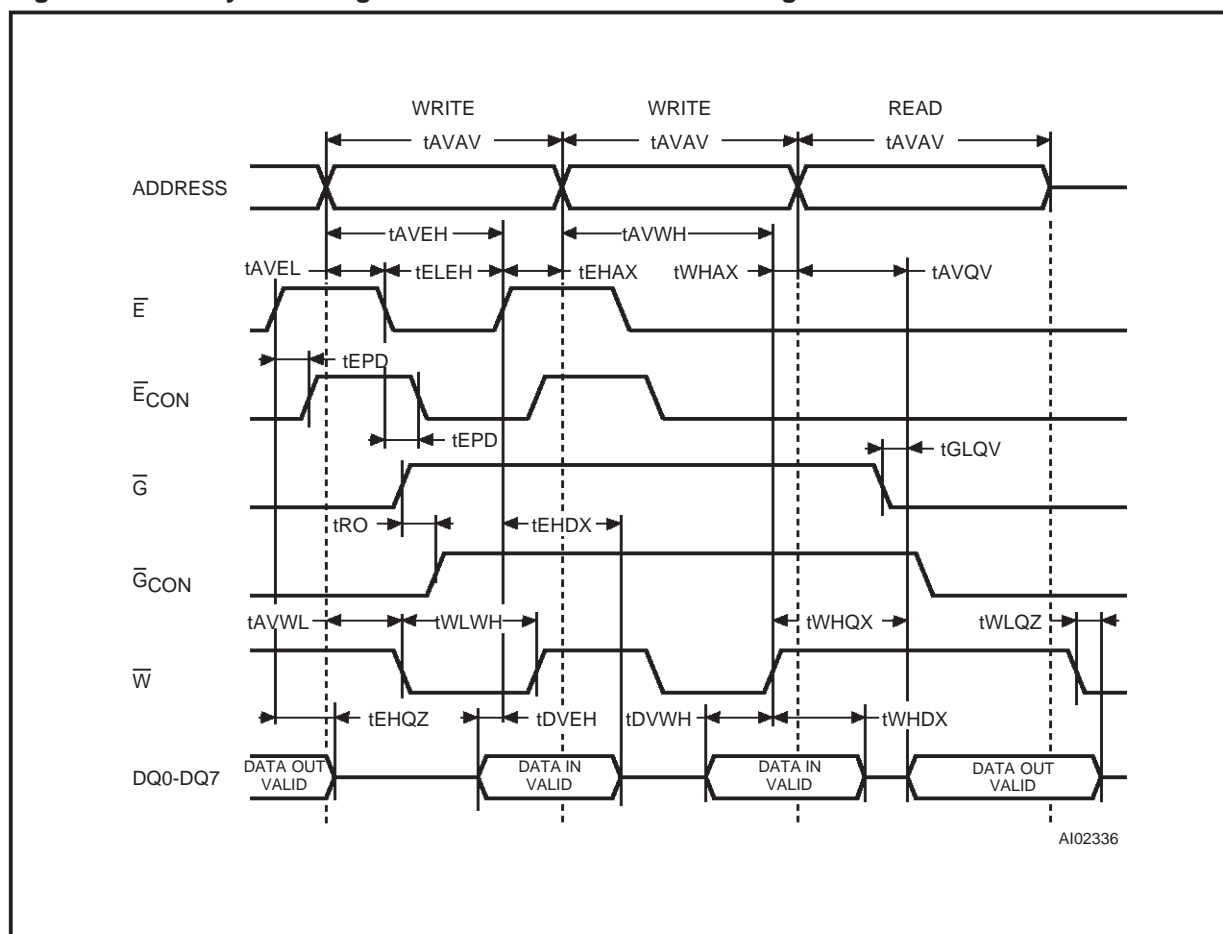 WRITE WRITE READ
tAVAV tAVAV tAVAV
ADDRESS
tAVEH tAVWH
tAVEL tELEH tEHAX tWHAX tAVQV
E̅
tEPD
E̅CON
tEPD tGLQV
G̅
tRO tEHDX
G̅CON
tAVWL tWLWH tWHQX tWLQZ
W̅
tEHQZ tDVEH tDVWH tWHDX
DQ0-DQ7 DATA OUT VALID DATA IN VALID DATA IN VALID DATA OUT VALID
AI02336